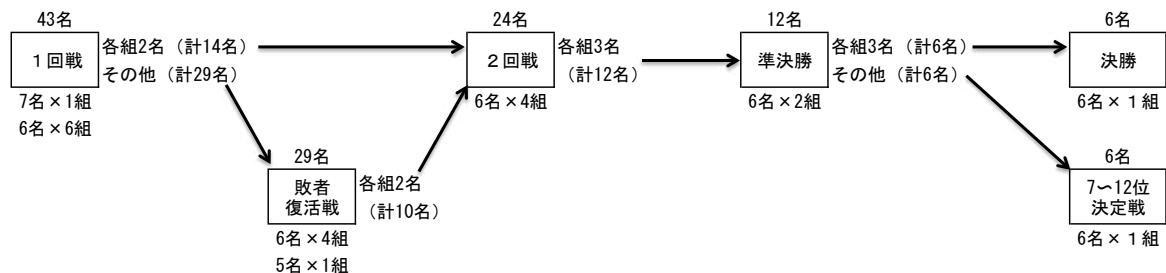 43名
1回戦
7名×1組
6名×6組
各組2名（計14名）
その他（計29名）
29名
敗者
復活戦
6名×4組
5名×1組
各組2名
（計10名）
24名
2回戦
6名×4組
各組3名
（計12名）
12名
準決勝
6名×2組
各組3名（計6名）
その他（計6名）
6名
決勝
6名×１組
6名
7〜12位
決定戦
6名×１組